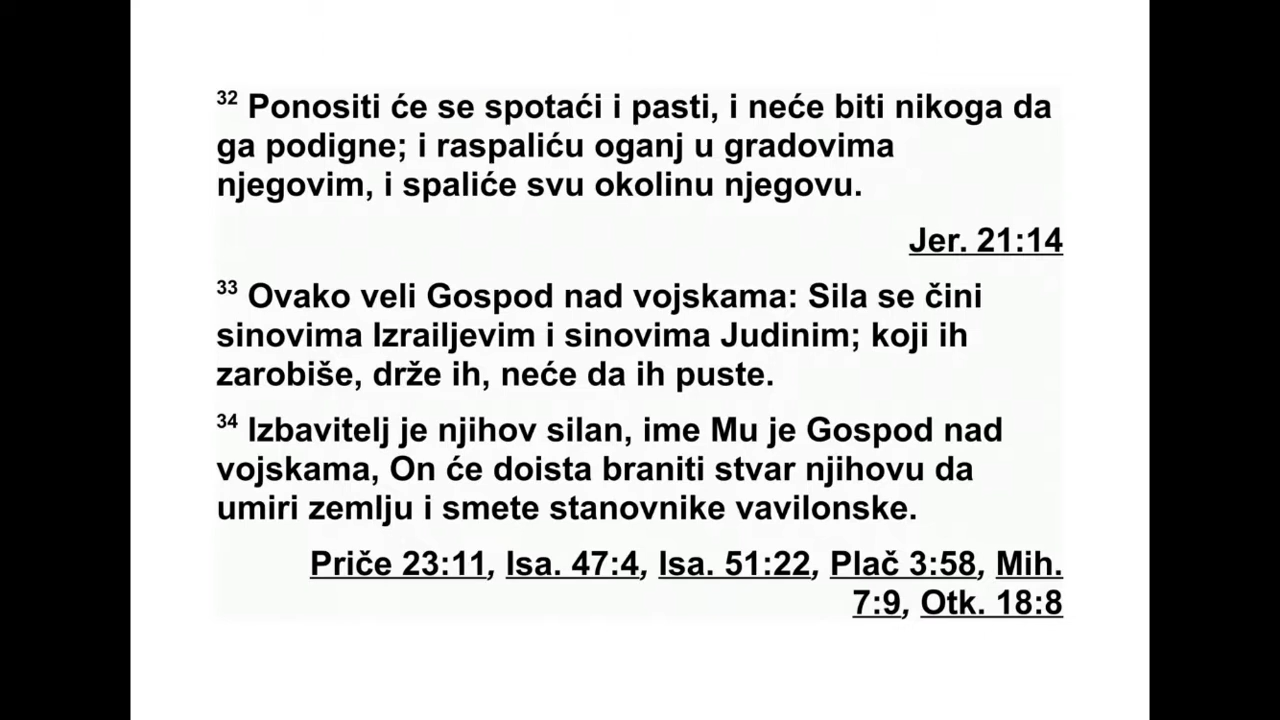 32 Ponositi će se spotaći i pasti, i neće biti nikoga da
ga podigne; i raspaliću oganj u gradovima
njegovim, i spaliće svu okolinu njegovu.
Jer. 21:14
33 Ovako veli Gospod nad vojskama: Sila se čini
sinovima Izrailjevim i sinovima Judinim; koji ih
zarobiše, drže ih, neće da ih puste.
34 Izbavitelj je njihov silan, ime Mu je Gospod nad
vojskama, On će doista braniti stvar njihovu da
umiri zemlju i smete stanovnike vavilonske.
Priče 23:11, Isa. 47:4, Isa. 51:22, Plač 3:58, Mih.
7:9, Otk. 18:8